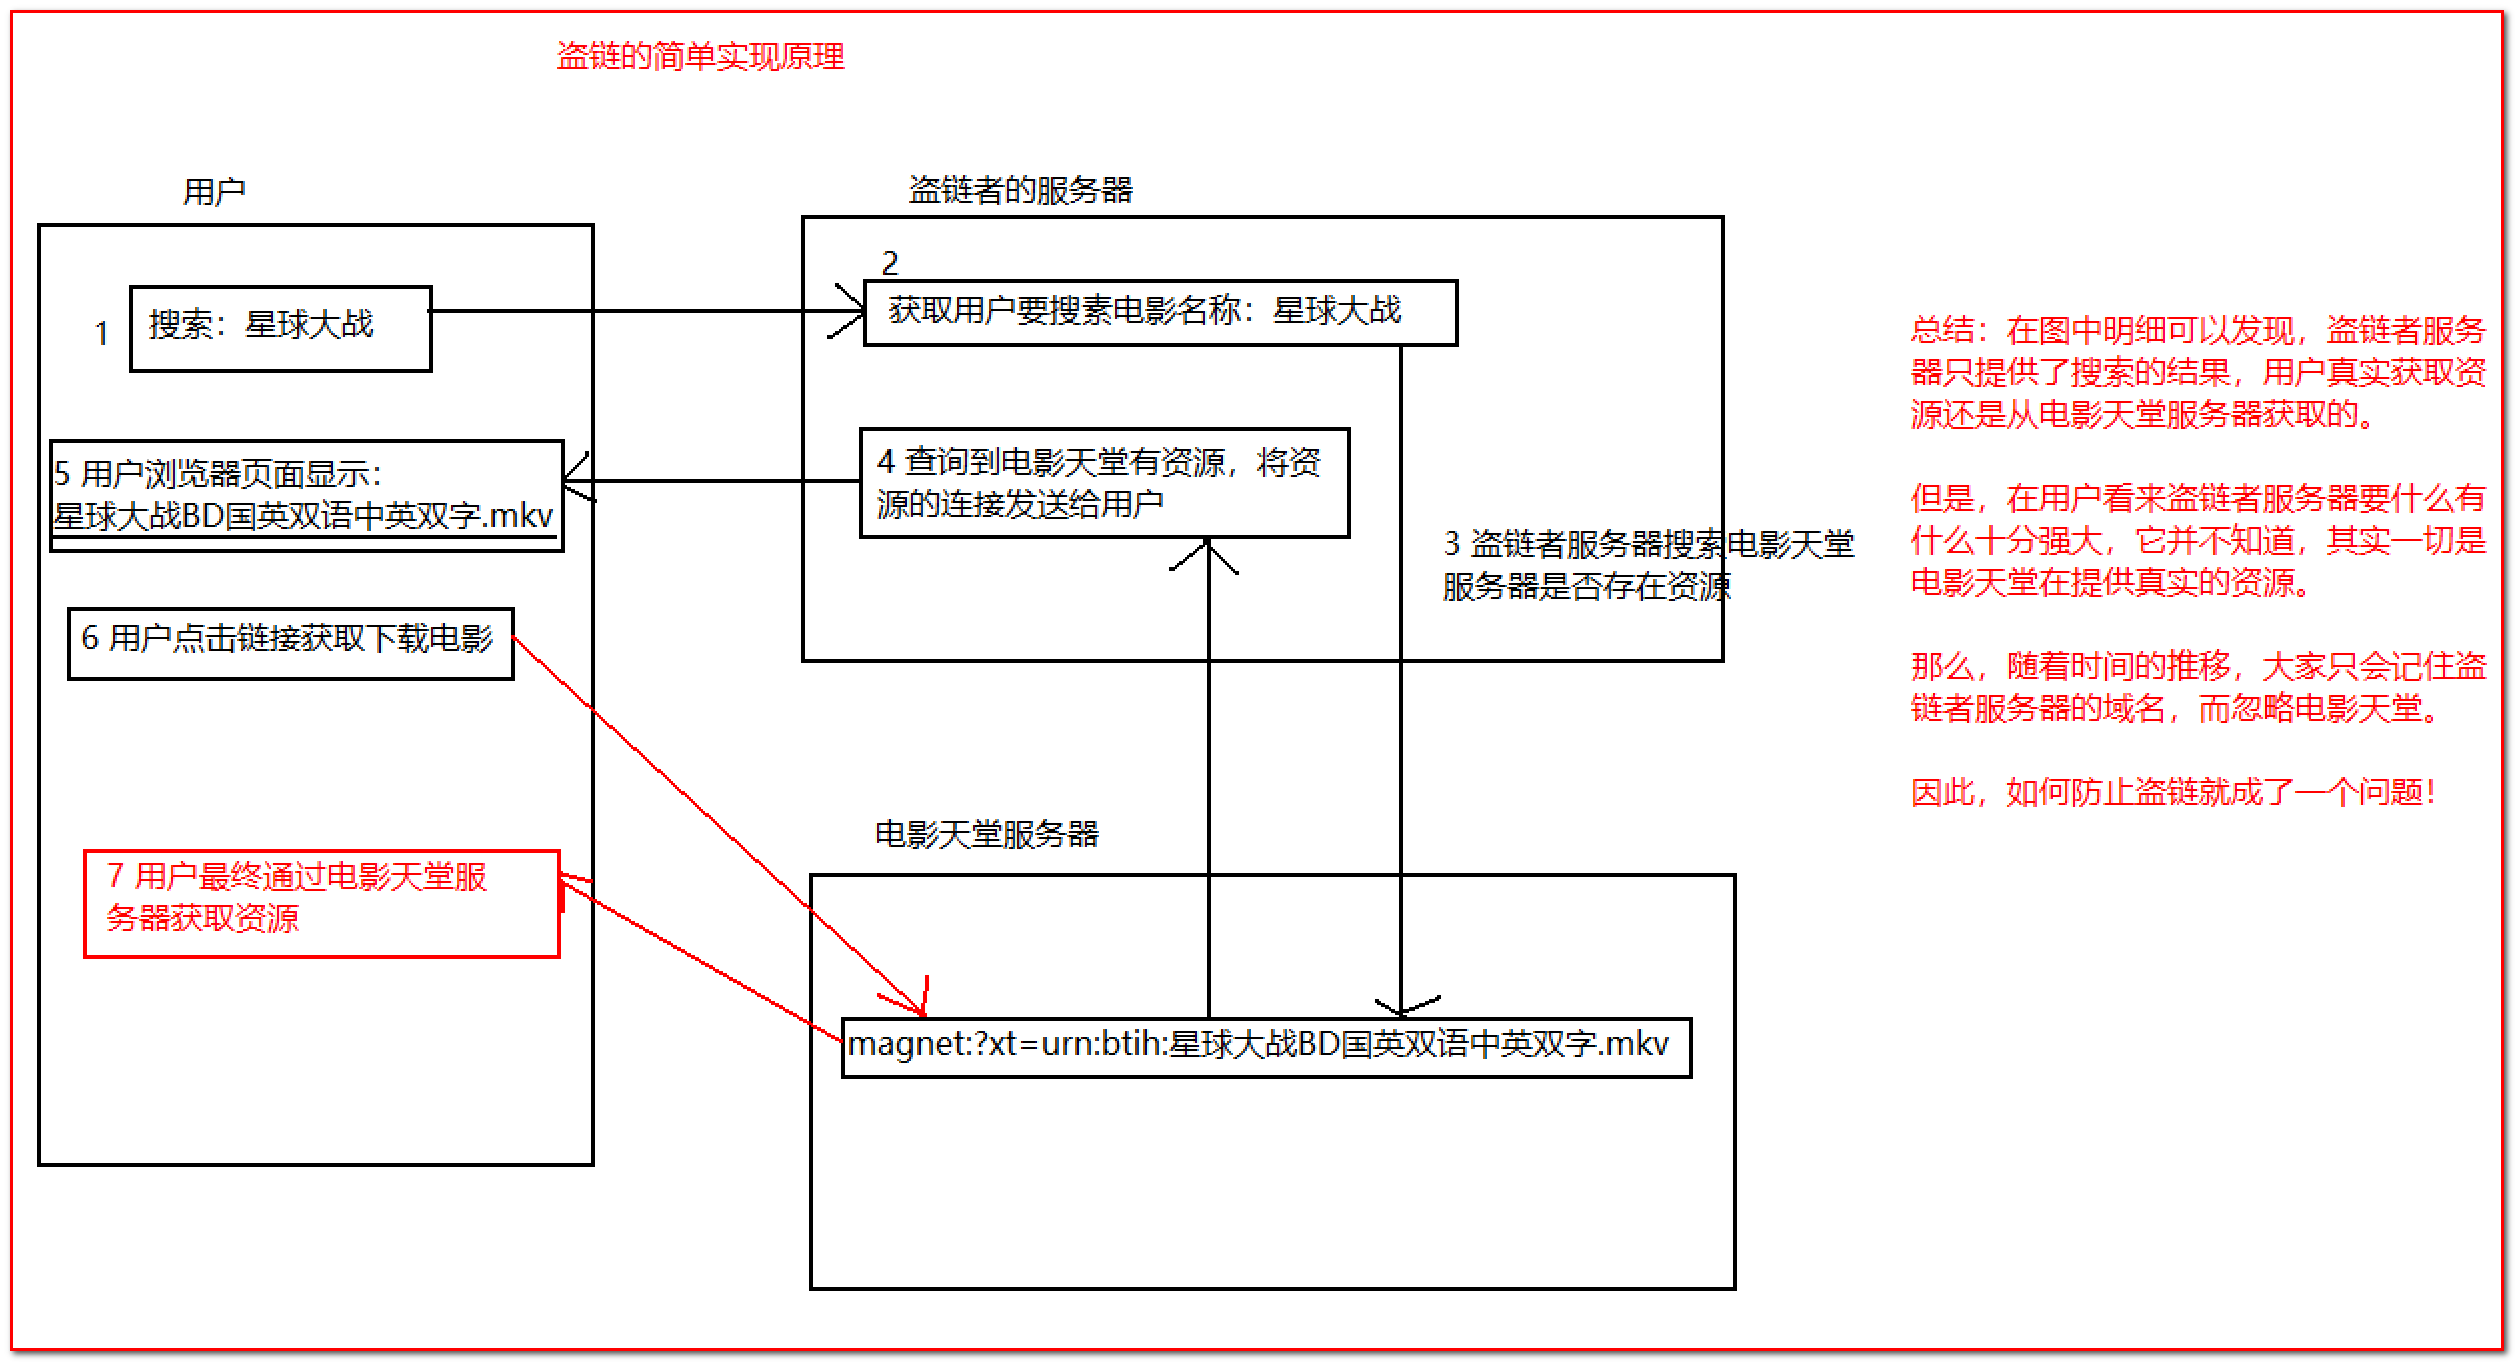 盗链的简单实现原理
用户
盗链者的服务器
1
搜索：星球大战
2
获取用户要搜素电影名称：星球大战
4 查询到电影天堂有资源，将资
源的连接发送给用户
5 用户浏览器页面显示：
星球大战BD国英双语中英双字.mkv
3 盗链者服务器搜索电影天堂
服务器是否存在资源
6 用户点击链接获取下载电影
7 用户最终通过电影天堂服
务器获取资源
电影天堂服务器
magnet:?xt=urn:btih:星球大战BD国英双语中英双字.mkv
总结：在图中明细可以发现，盗链者服务
器只提供了搜索的结果，用户真实获取资
源还是从电影天堂服务器获取的。
但是，在用户看来盗链者服务器要什么有
什么十分强大，它并不知道，其实一切是
电影天堂在提供真实的资源。
那么，随着时间的推移，大家只会记住盗
链者服务器的域名，而忽略电影天堂。
因此，如何防止盗链就成了一个问题！